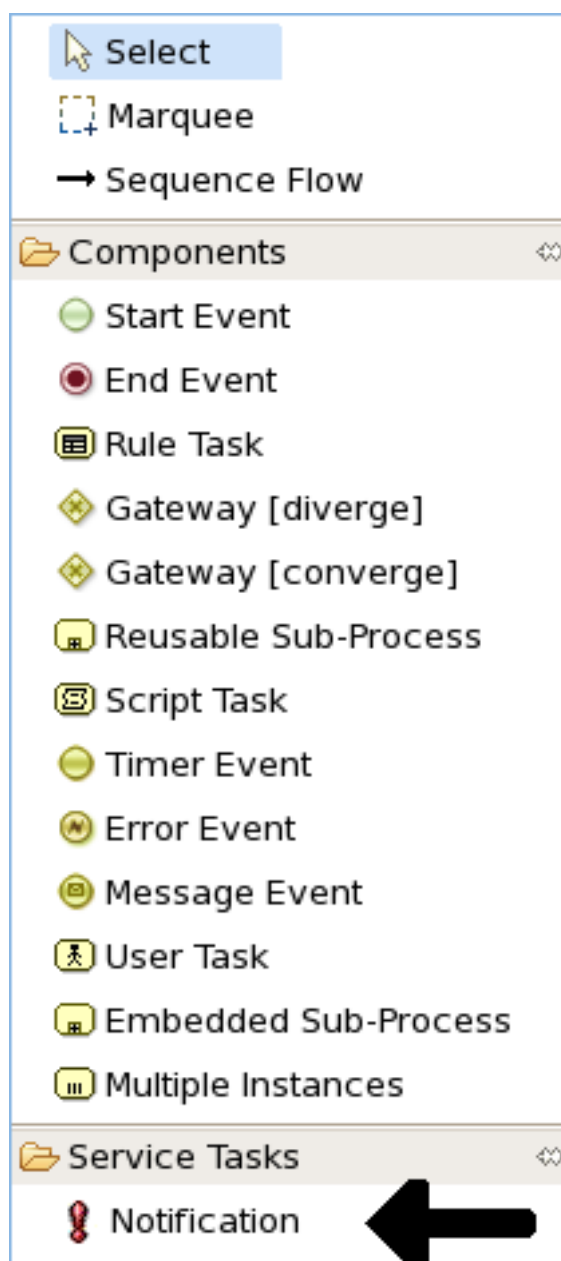 Select
Marquee
Sequence Flow
Components
Start Event
End Event
Rule Task
Gateway [diverge]
Gateway [converge]
Reusable Sub-Process
Script Task
Timer Event
Error Event
Message Event
User Task
Embedded Sub-Process
Multiple Instances
Service Tasks
Notification